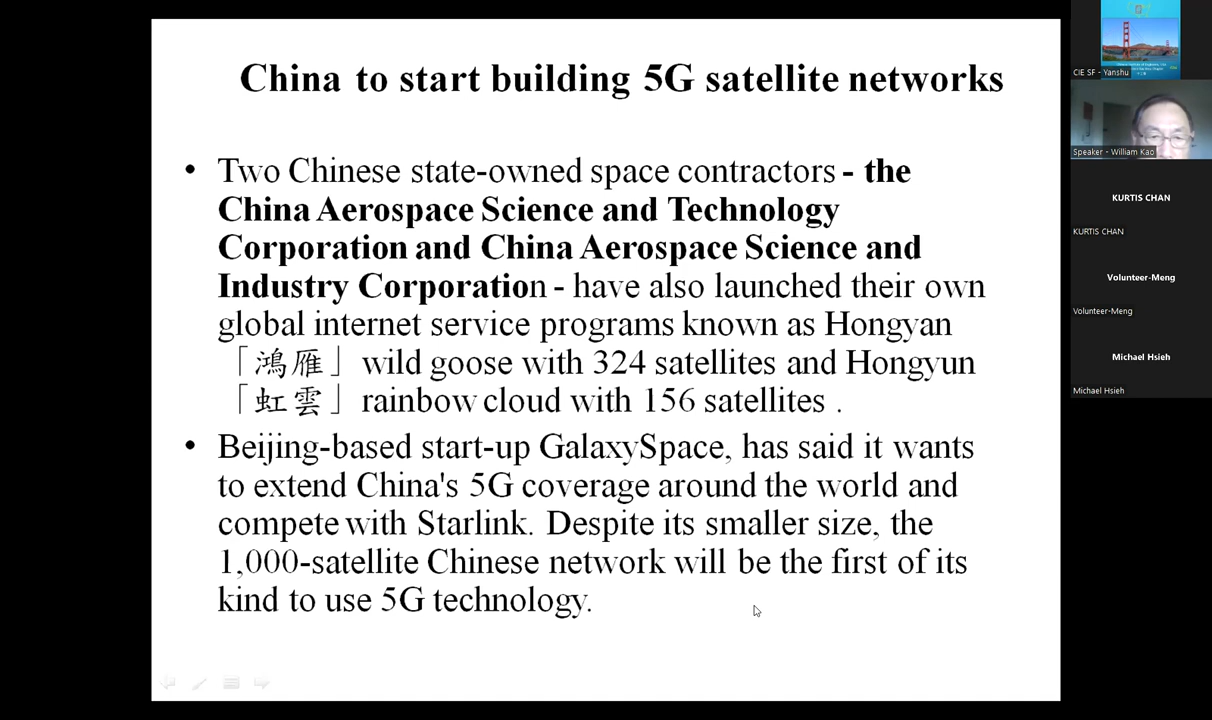 China to start building 5G satellite networks
• Two Chinese state-owned space contractors - the
China Aerospace Science and Technology
Corporation and China Aerospace Science and
Industry Corporation - have also launched their own
global internet service programs known as Hongyan
「鴻雁」wild goose with 324 satellites and Hongyun
「虹雲」rainbow cloud with 156 satellites .
• Beijing-based start-up GalaxySpace, has said it wants
to extend China's 5G coverage around the world and
compete with Starlink. Despite its smaller size, the
1,000-satellite Chinese network will be the first of its
kind to use 5G technology.
CIE SF - Yanshu
Speaker - William Kao
KURTIS CHAN
KURTIS CHAN
Volunteer-Meng
Volunteer-Meng
Michael Hsieh
Michael Hsieh